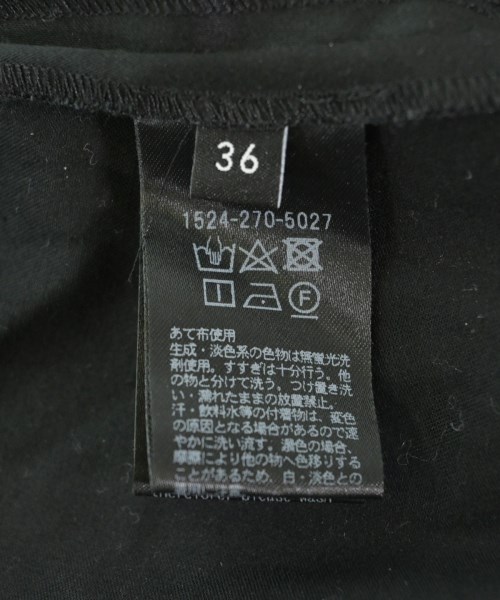 36
1524-270-5027
F
あて布使用
生成・淡色系の色物は無蛍光洗
剤使用。すすぎは十分行う。他
の物と分けて洗う。つけ置き洗
い・濡れたままの放置禁止。
汗・飲料水等の付着物は、変色
の原因となる場合があるので速
やかに洗い流す。濃色の場合、
摩擦により他の物へ色移りする
ことがあるため、白・淡色との
therefore, please wash